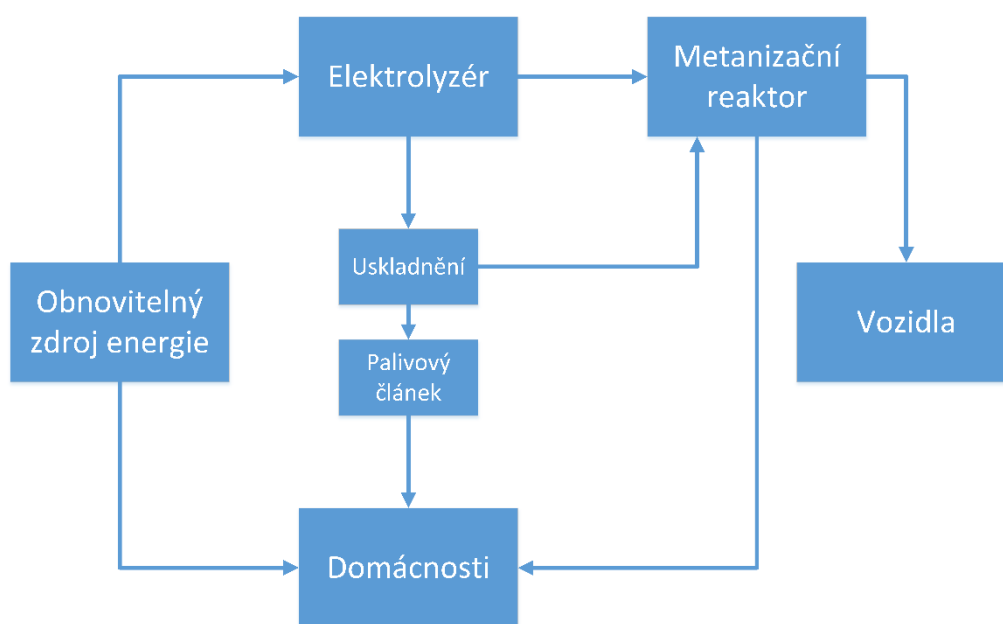 Elektrolyzér
Metanizační
reaktor
Uskladnění
Obnovitelný
zdroj energie
Vozidla
Palivový
článek
Domácnosti